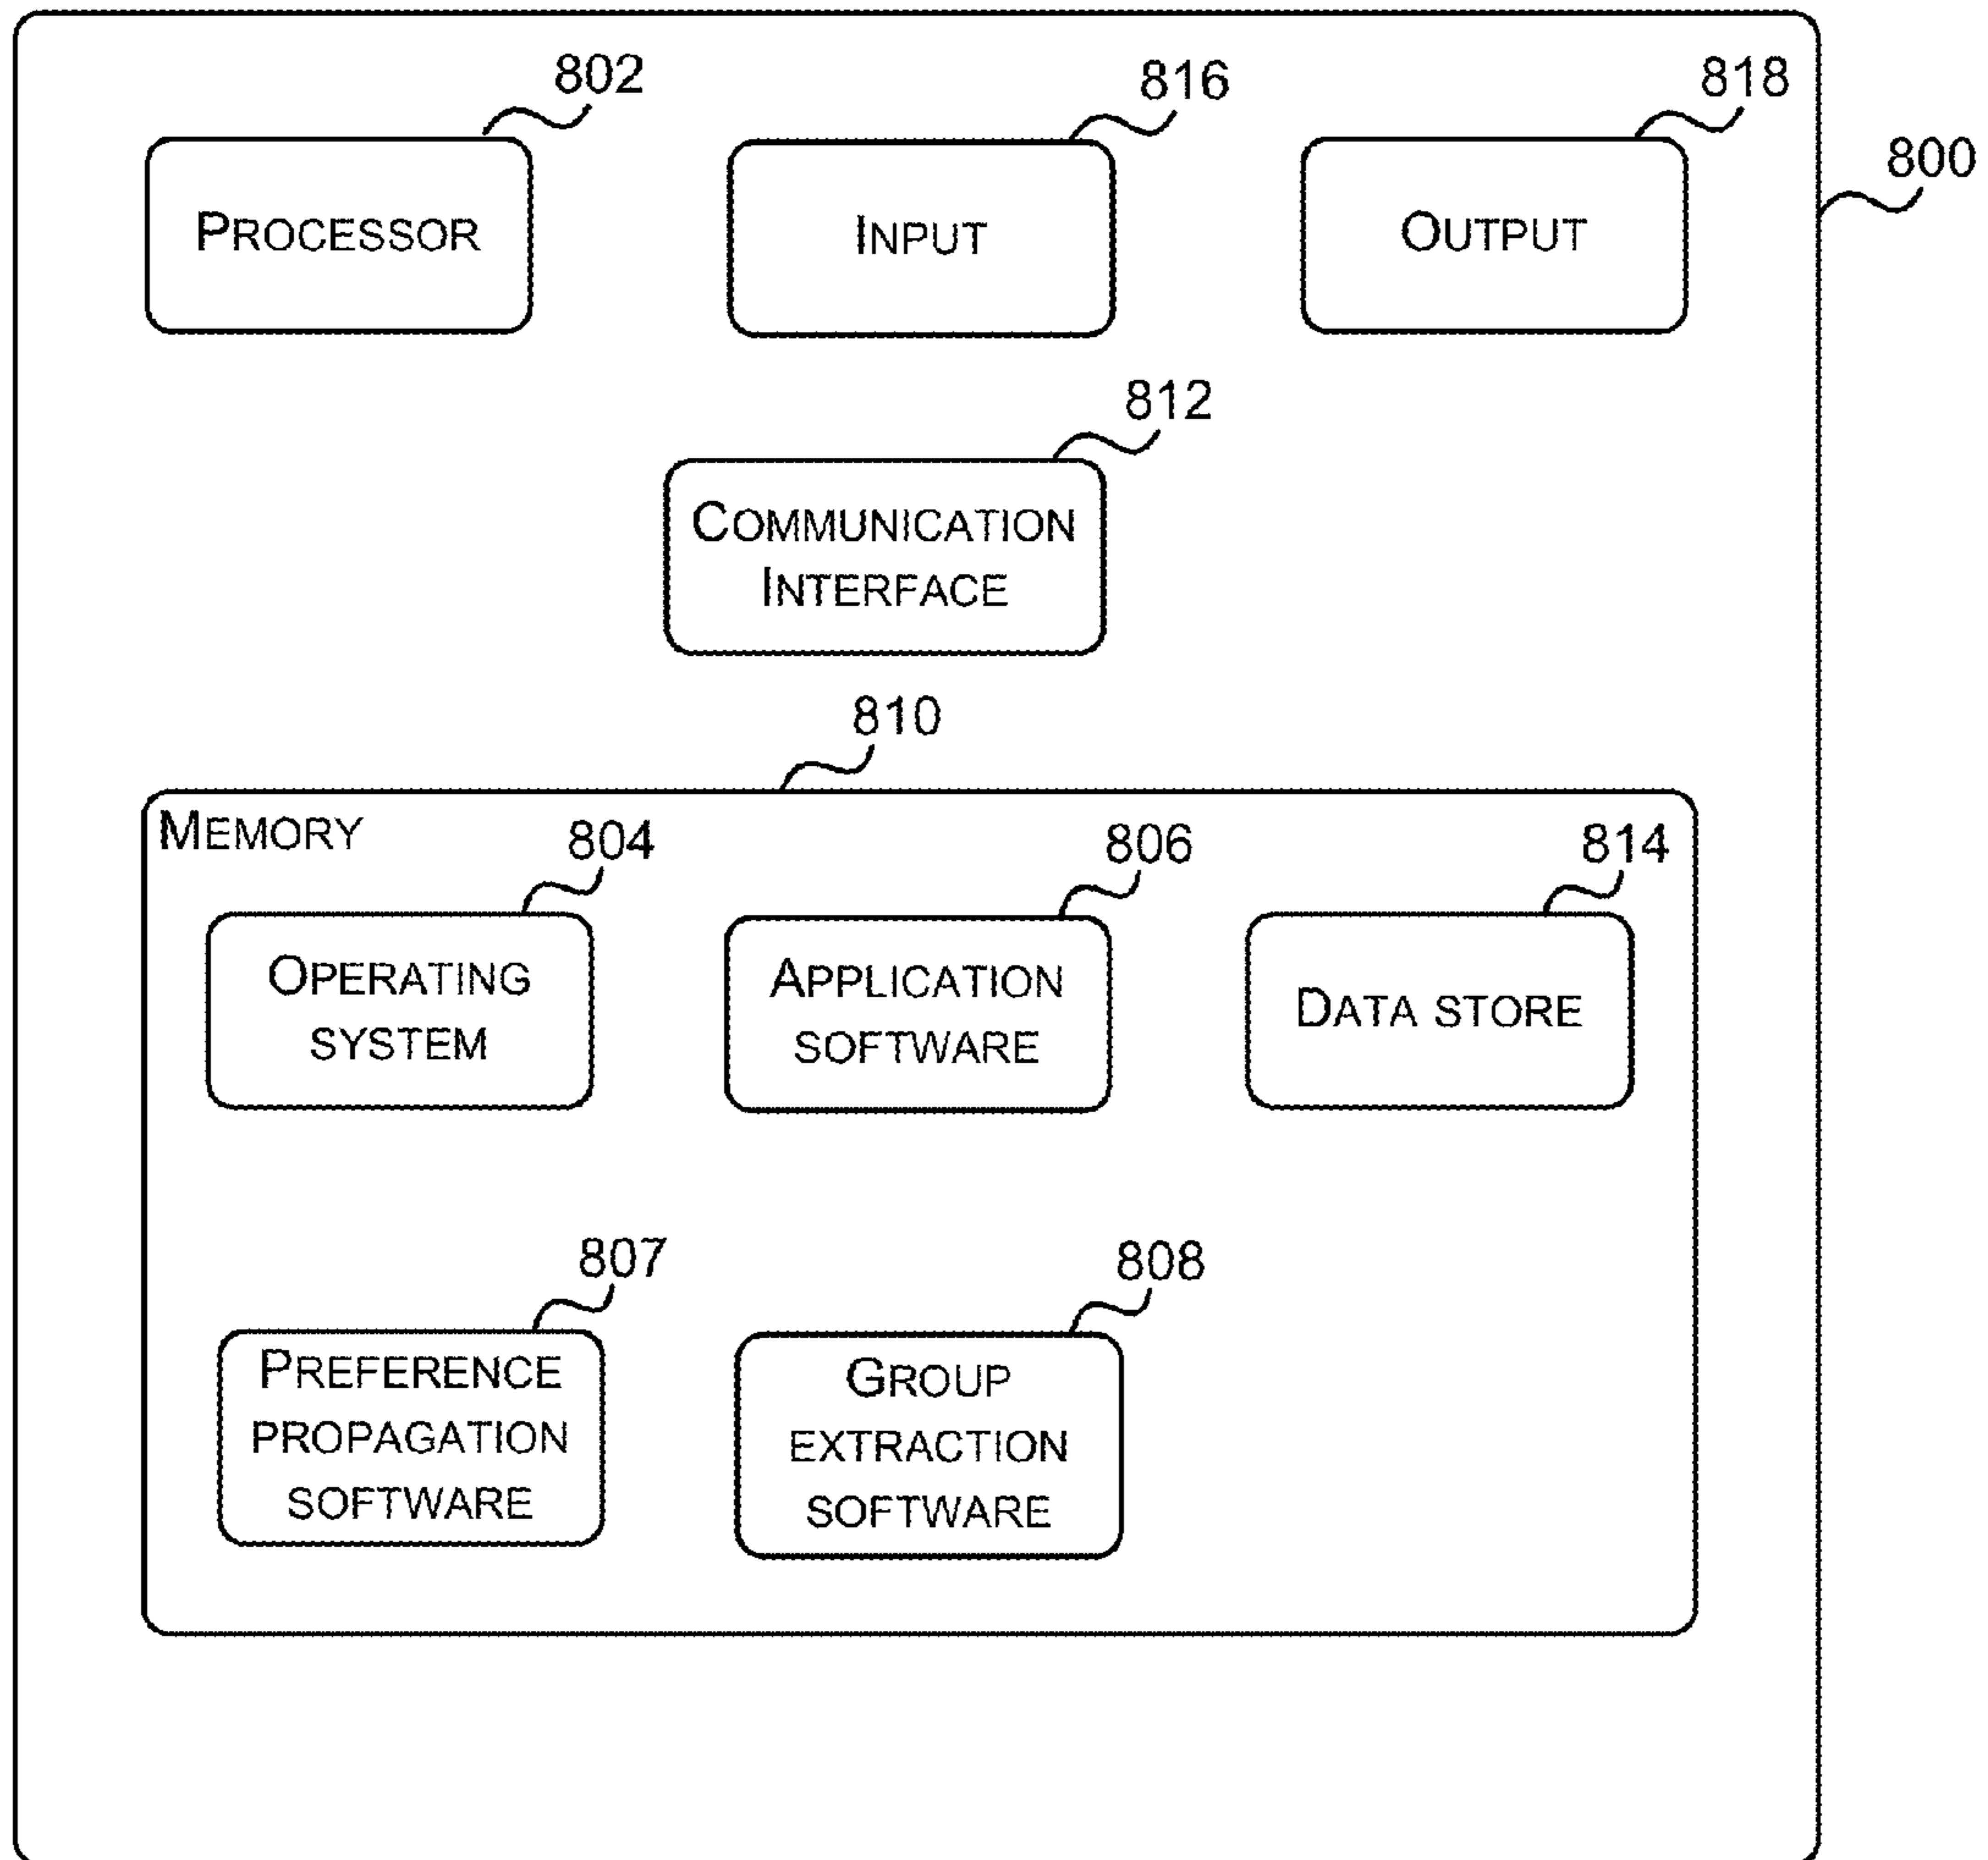 802
816
818
800
PROCESSOR
INPUT
OUTPUT
812
COMMUNICATION
INTERFACE
810
MEMORY
804
806
814
OPERATING
SYSTEM
APPLICATION
SOFTWARE
DATA STORE
807
808
PREFERENCE
PROPAGATION
SOFTWARE
GROUP
EXTRACTION
SOFTWARE